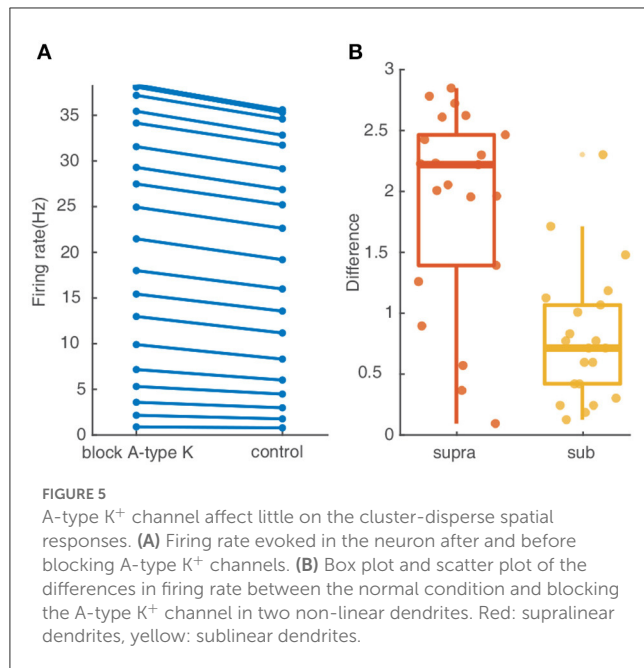 A
Firing rate(Hz)
35
30
25
20
15
10
5
0
block A-type K
control
B
Difference
3
2.5
2
1.5
1
0.5
0
supra
sub
FIGURE 5
A-type K⁺ channel affect little on the cluster-disperse spatial
responses. (A) Firing rate evoked in the neuron after and before
blocking A-type K⁺ channels. (B) Box plot and scatter plot of the
differences in firing rate between the normal condition and blocking
the A-type K⁺ channel in two non-linear dendrites. Red: supralinear
dendrites, yellow: sublinear dendrites.